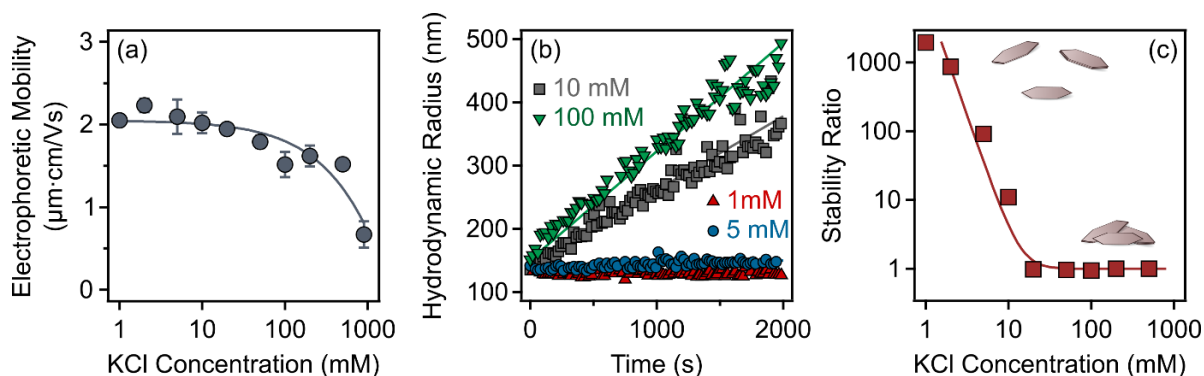 (a)
Electrophoretic Mobility
(µm·cm/Vs)
3
2
1
0
1 10 100 1000
KCl Concentration (mM)
(b)
Hydrodynamic Radius (nm)
500
400
300
200
100
10 mM
100 mM
1mM
5 mM
0 1000 2000
Time (s)
(c)
Stability Ratio
1000
100
10
1
1 10 100 1000
KCl Concentration (mM)